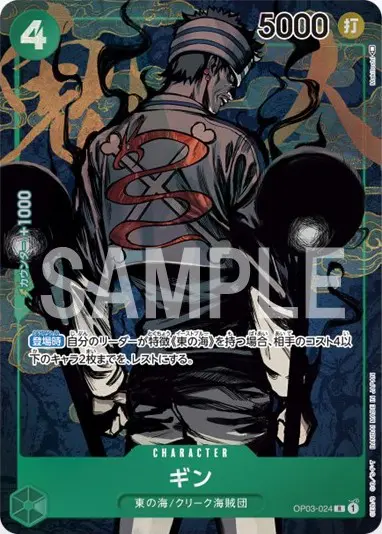 4
5000
打
鬼人
カウンター +1000
SAMPLE
登場時 自分のリーダーが特徴《東の海》を持つ場合、相手のコスト4以
下のキャラ2枚までを、レストにする。
CHARACTER
ギン
東の海/クリーク海賊団
OP03-024 R 1